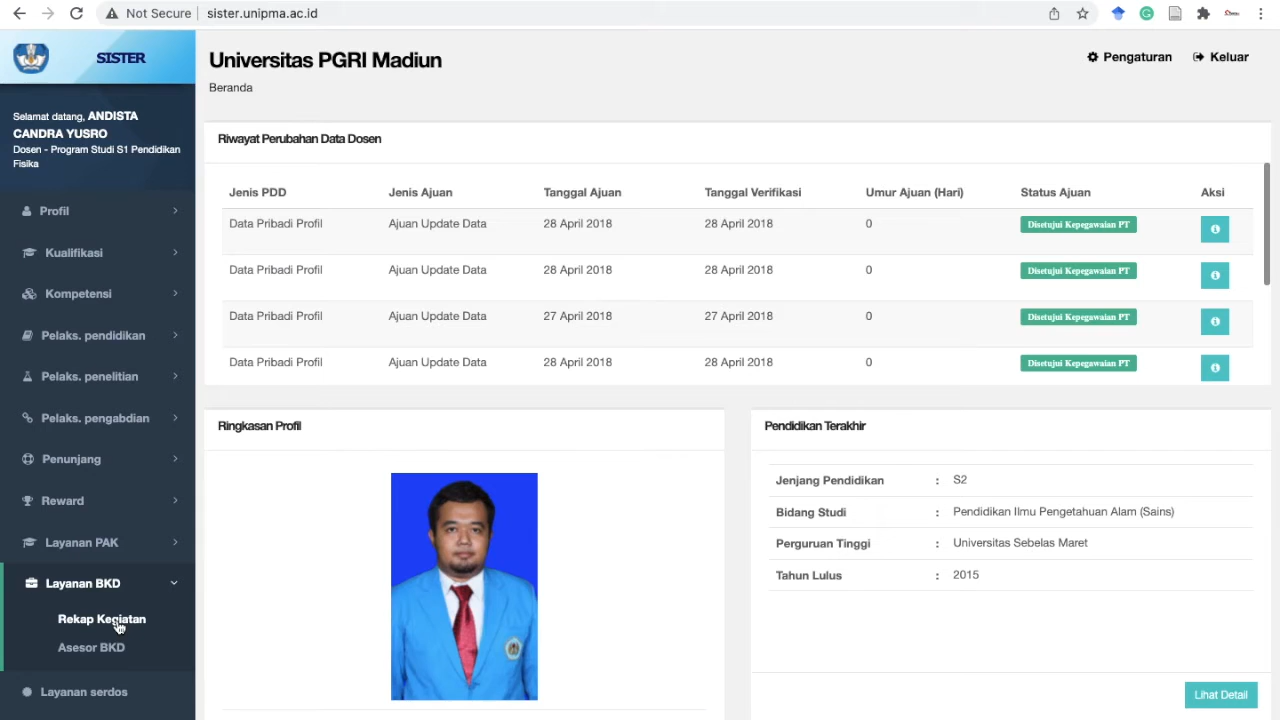 Not Secure
sister.unipma.ac.id
SISTER
Universitas PGRI Madiun
Pengaturan
Keluar
Beranda
Selamat datang, ANDISTA
CANDRA YUSRO
Dosen - Program Studi S1 Pendidikan
Fisika
Profil
Kualifikasi
Kompetensi
Pelaks. pendidikan
Pelaks. penelitian
Pelaks. pengabdian
Penunjang
Reward
Layanan PAK
Layanan BKD
Rekap Kegiatan
Asesor BKD
Layanan serdos
Riwayat Perubahan Data Dosen
Jenis PDD Jenis Ajuan Tanggal Ajuan Tanggal Verifikasi Umur Ajuan (Hari) Status Ajuan Aksi
Data Pribadi Profil Ajuan Update Data 28 April 2018 28 April 2018 0 Disetujui Kepegawaian PT
Data Pribadi Profil Ajuan Update Data 28 April 2018 28 April 2018 0 Disetujui Kepegawaian PT
Data Pribadi Profil Ajuan Update Data 27 April 2018 27 April 2018 0 Disetujui Kepegawaian PT
Data Pribadi Profil Ajuan Update Data 28 April 2018 28 April 2018 0 Disetujui Kepegawaian PT
Ringkasan Profil
Pendidikan Terakhir
Jenjang Pendidikan : S2
Bidang Studi : Pendidikan Ilmu Pengetahuan Alam (Sains)
Perguruan Tinggi : Universitas Sebelas Maret
Tahun Lulus : 2015
Lihat Detail